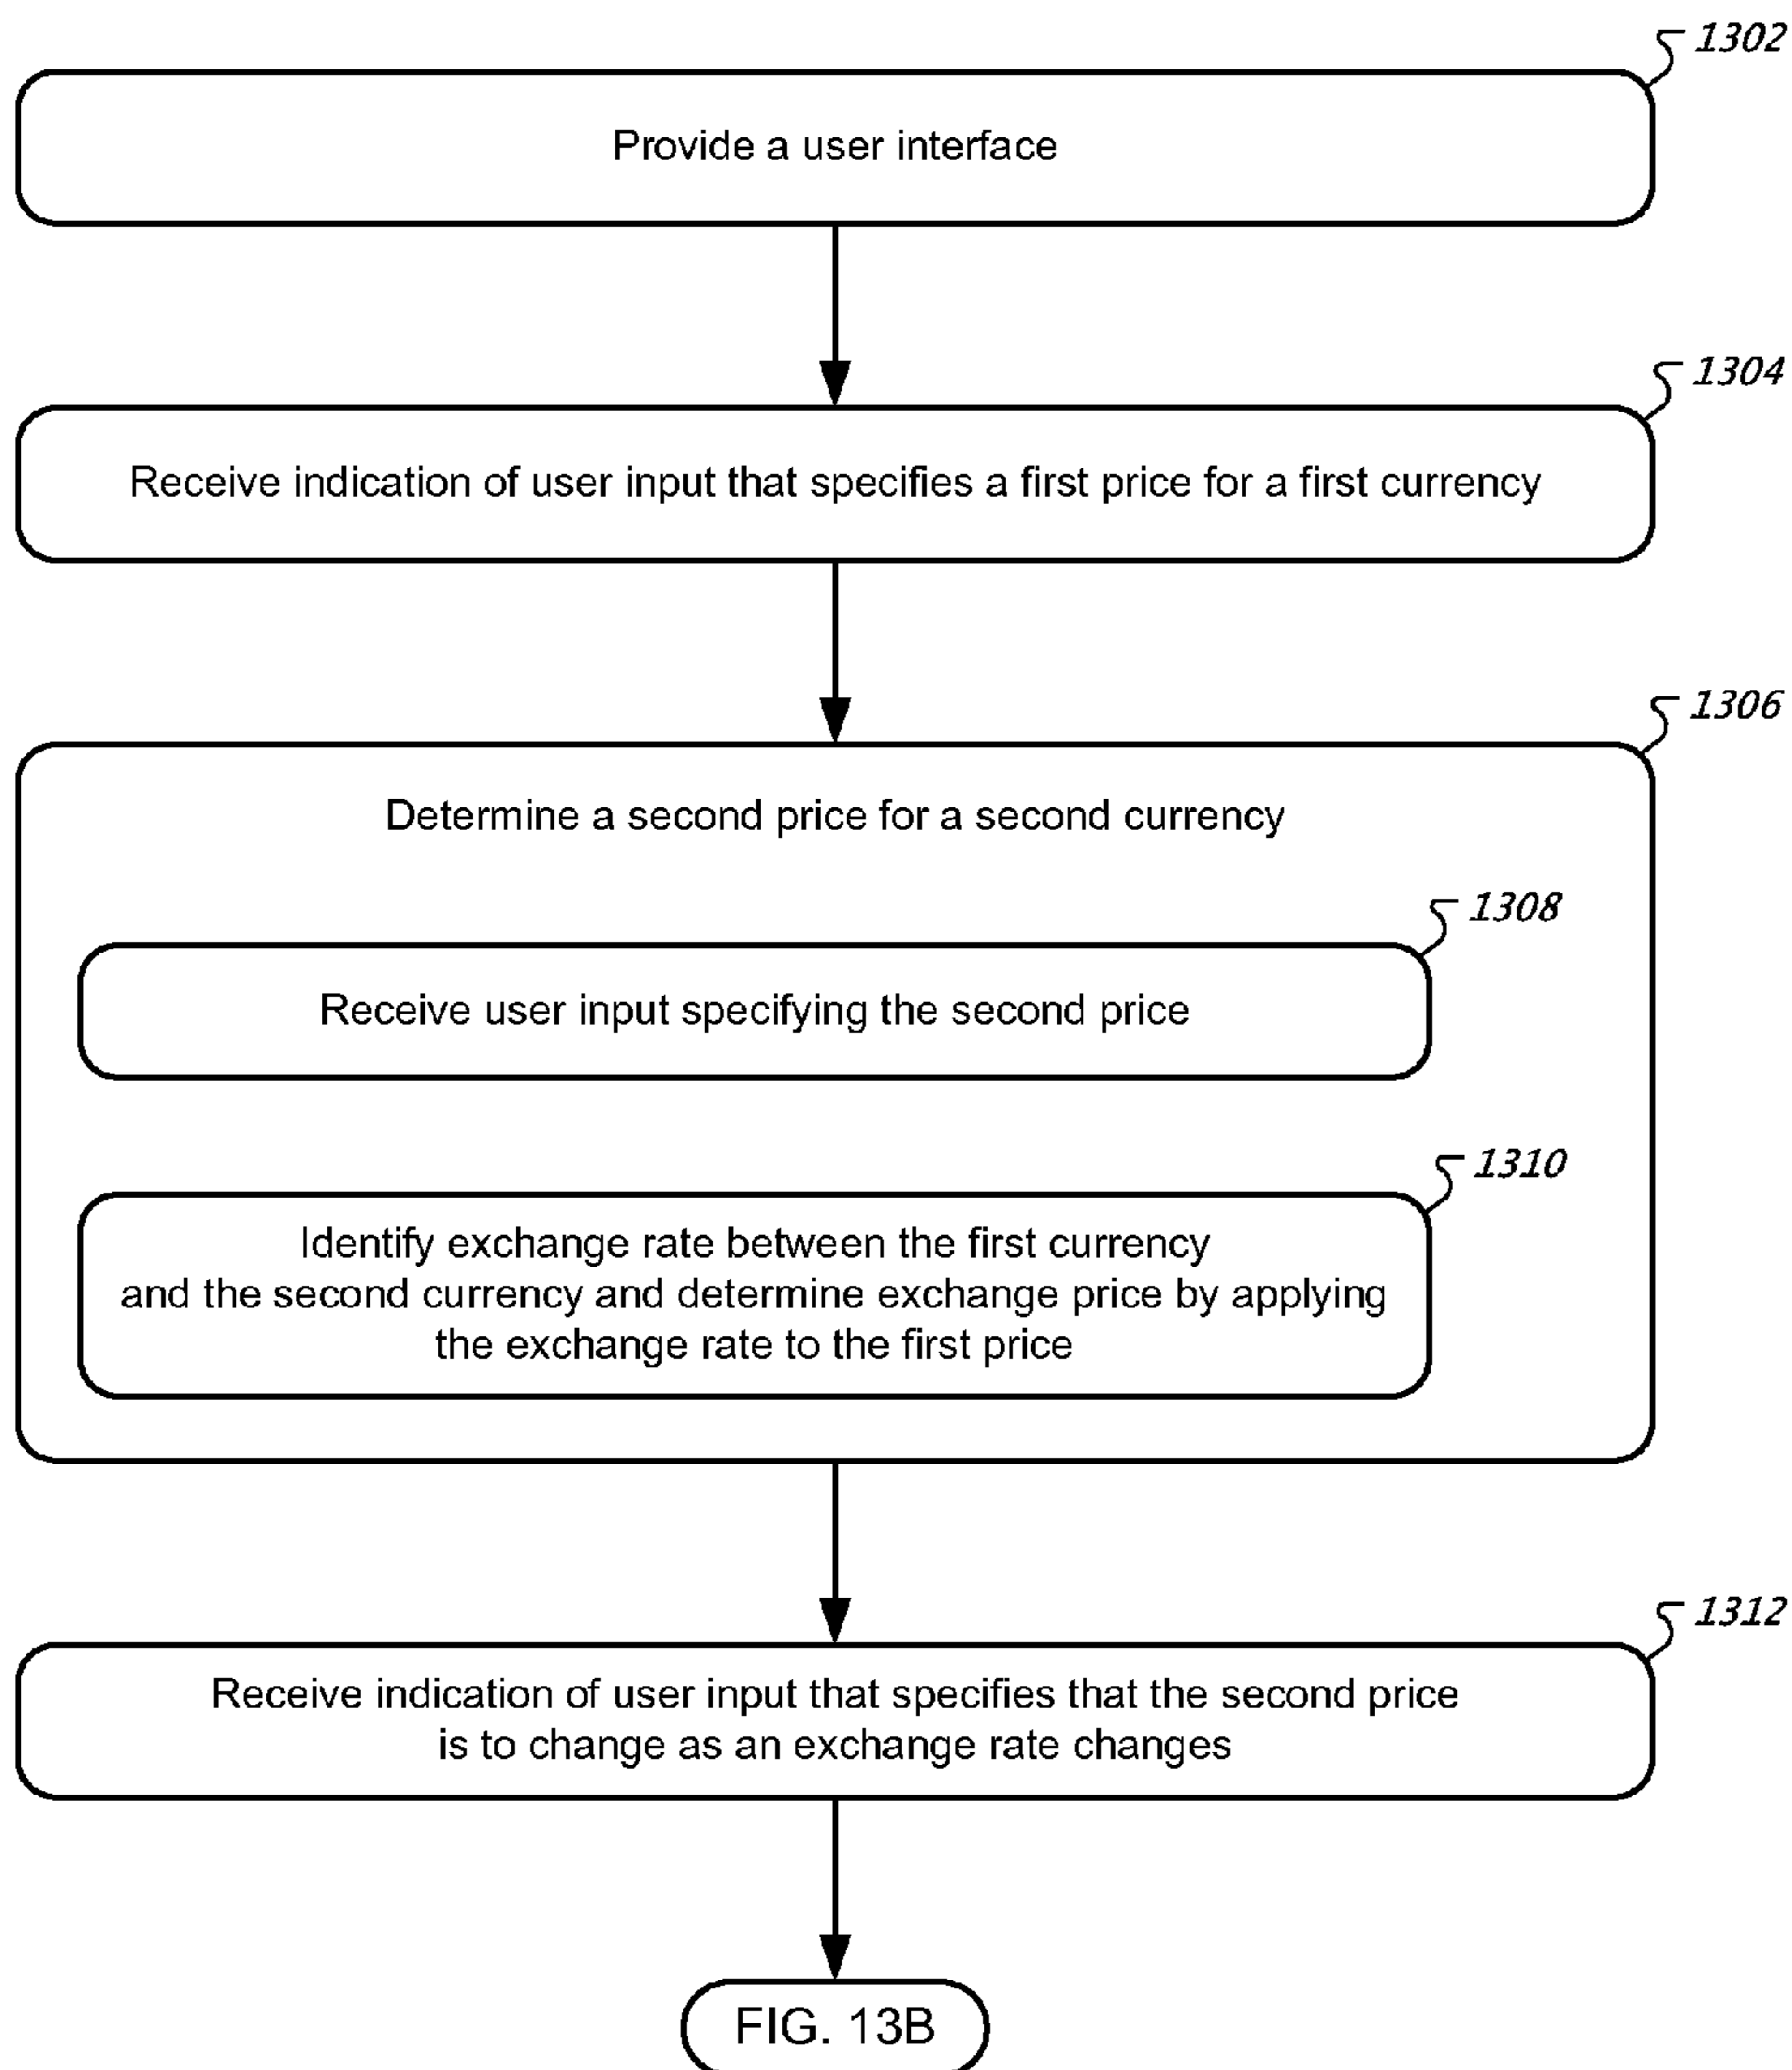 1302
Provide a user interface
1304
Receive indication of user input that specifies a first price for a first currency
1306
Determine a second price for a second currency
1308
Receive user input specifying the second price
1310
Identify exchange rate between the first currency
and the second currency and determine exchange price by applying
the exchange rate to the first price
1312
Receive indication of user input that specifies that the second price
is to change as an exchange rate changes
FIG. 13B